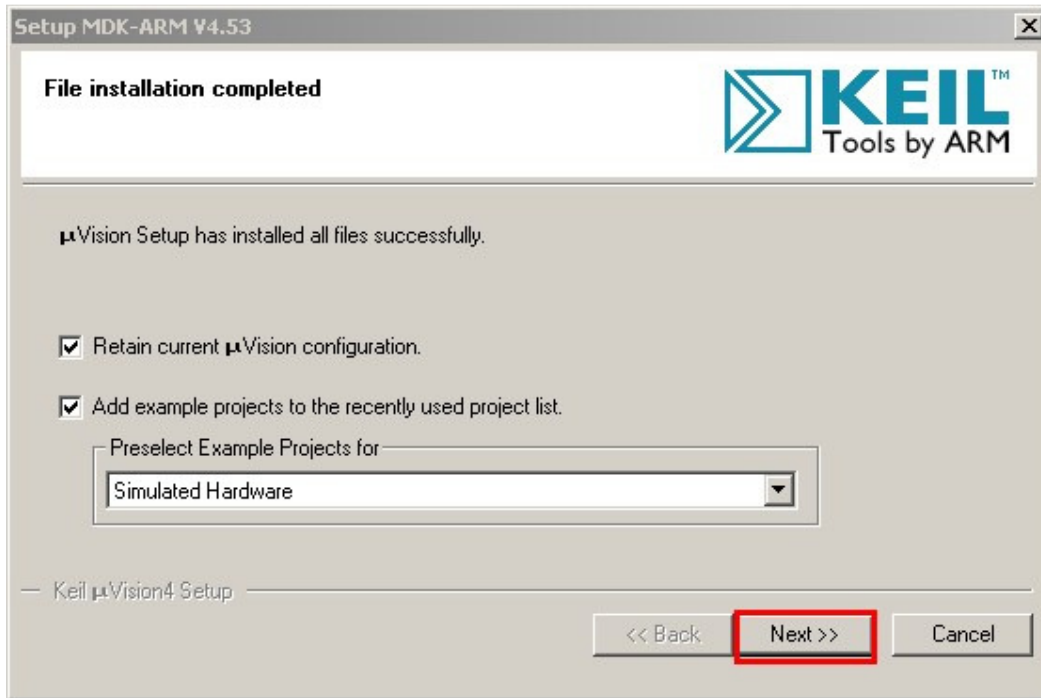 Setup MDK-ARM V4.53
File installation completed
KEIL™
Tools by ARM
µVision Setup has installed all files successfully.
Retain current µVision configuration.
Add example projects to the recently used project list.
Preselect Example Projects for
Simulated Hardware
Keil µVision4 Setup
<< Back Next >> Cancel